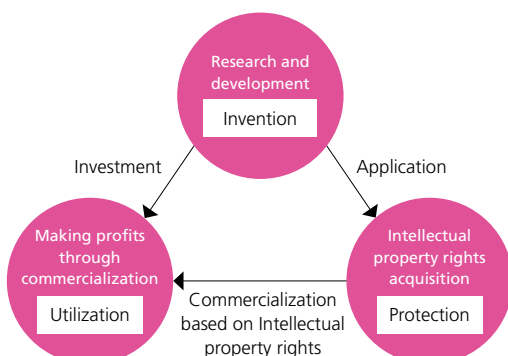 Research and
development
Invention
Investment
Application
Making profits
through
commercialization
Utilization
Intellectual
property rights
acquisition
Protection
Commercialization
based on Intellectual
property rights